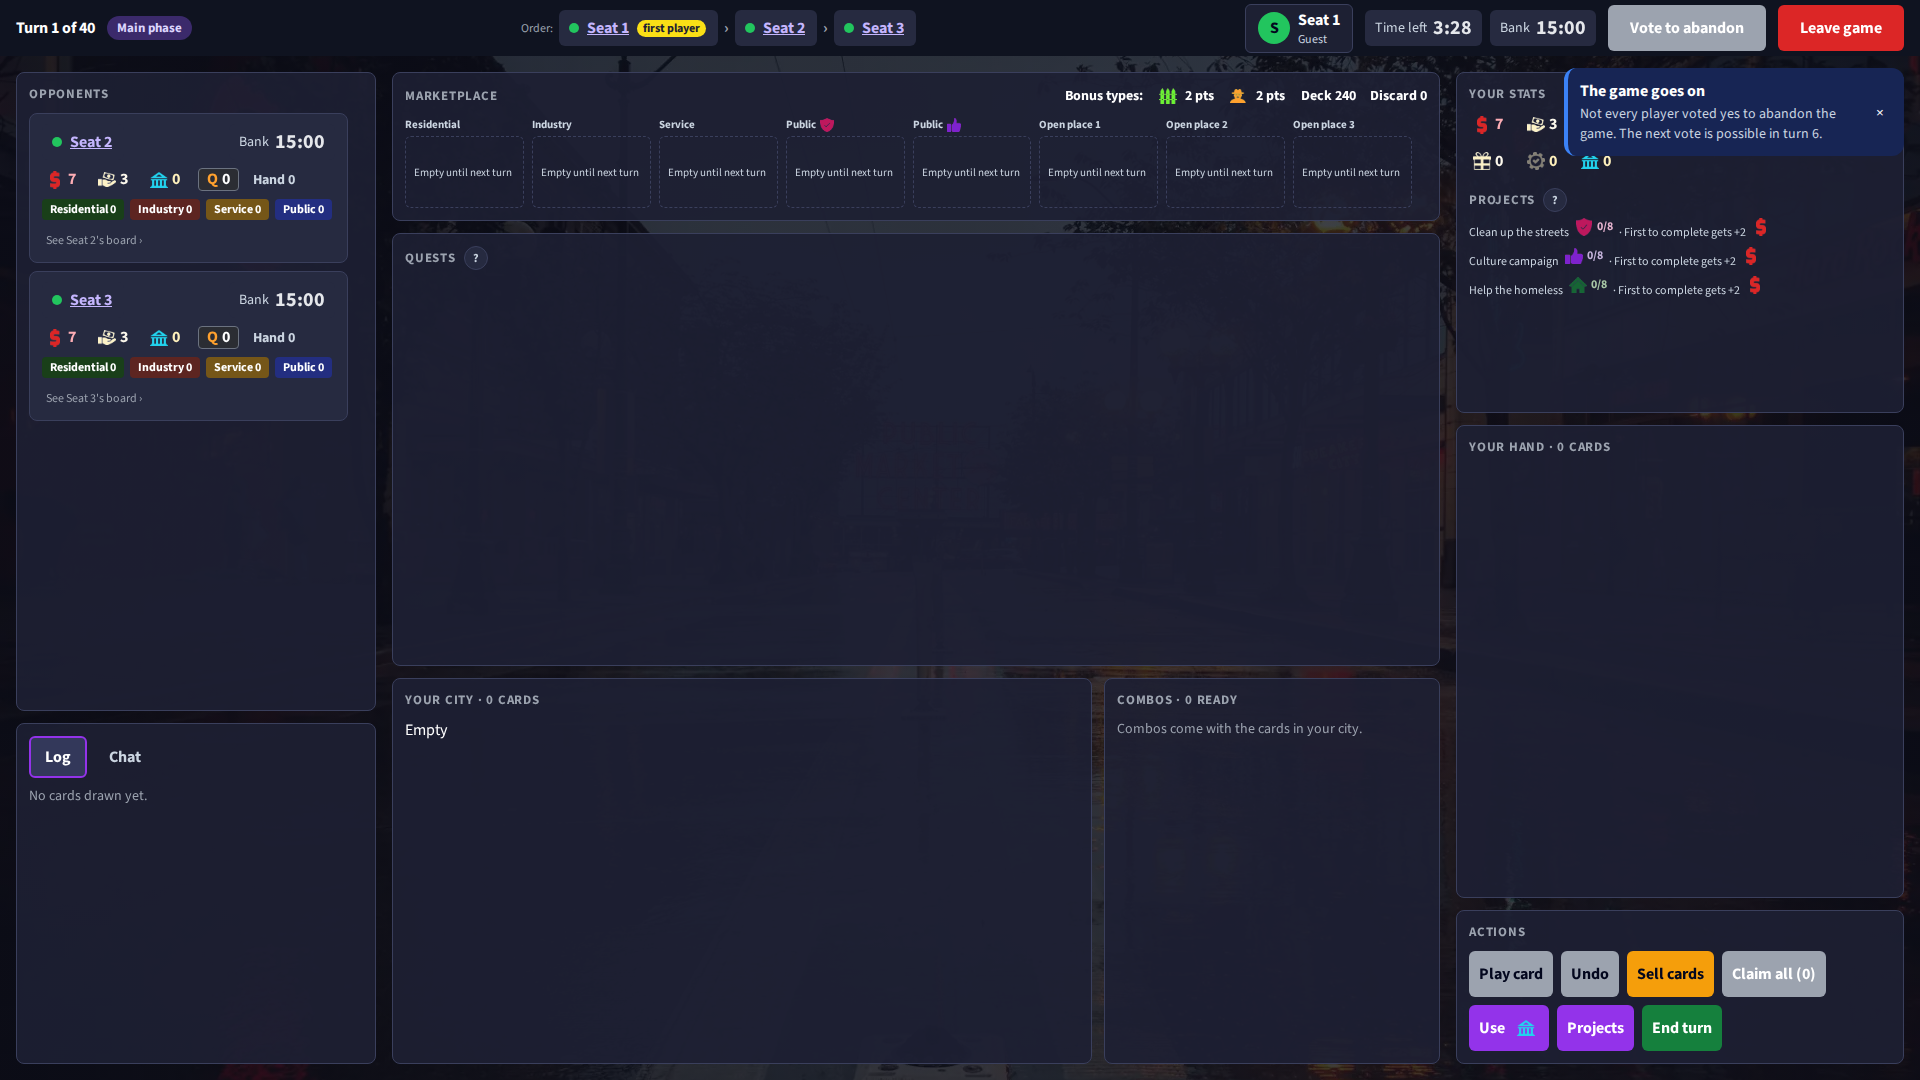 Turn 1 of 40 Main phase Order: Seat 1 first player › Seat 2 › Seat 3 S Seat 1 Guest Time left 3:28 Bank 15:00 Vote to abandon Leave game
OPPONENTS
Seat 2 Bank 15:00
7 3 0 Q 0 Hand 0
Residential 0 Industry 0 Service 0 Public 0
See Seat 2's board ›
Seat 3 Bank 15:00
7 3 0 Q 0 Hand 0
Residential 0 Industry 0 Service 0 Public 0
See Seat 3's board ›
Log Chat
No cards drawn yet.
MARKETPLACE Bonus types: 2 pts 2 pts Deck 240 Discard 0
Residential Industry Service Public Public Open place 1 Open place 2 Open place 3
Empty until next turn Empty until next turn Empty until next turn Empty until next turn Empty until next turn Empty until next turn Empty until next turn Empty until next turn
QUESTS ?
YOUR CITY · 0 CARDS
Empty
COMBOS · 0 READY
Combos come with the cards in your city.
YOUR STATS
7 3
0 0 0
The game goes on
Not every player voted yes to abandon the
game. The next vote is possible in turn 6.
×
PROJECTS ?
Clean up the streets 0/8 · First to complete gets +2
Culture campaign 0/8 · First to complete gets +2
Help the homeless 0/8 · First to complete gets +2
YOUR HAND · 0 CARDS
ACTIONS
Play card Undo Sell cards Claim all (0)
Use Projects End turn